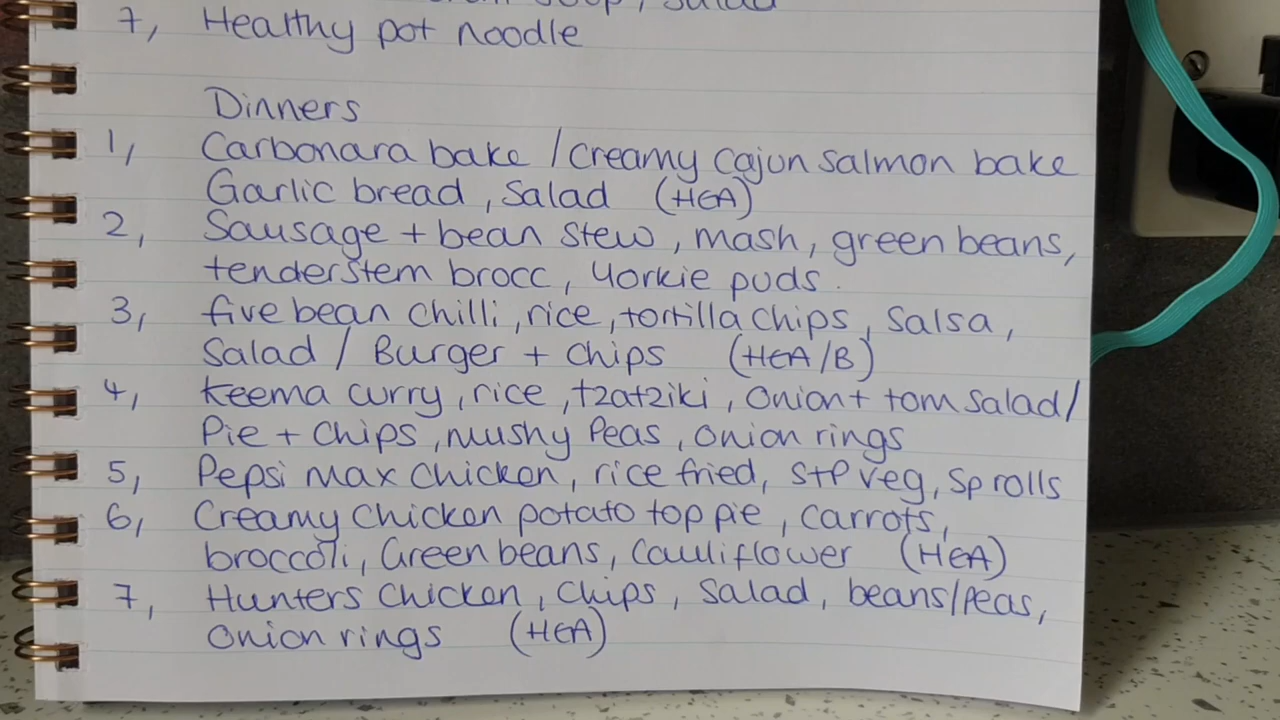 soup, salad
7, Healthy pot noodle
Dinners
1, Carbonara bake / creamy cajun salmon bake
Garlic bread, salad (HEA)
2, Sausage + bean stew, mash, green beans,
tenderstem brocc, Yorkie puds.
3, five bean chilli, rice, tortilla chips, salsa,
Salad / Burger + chips (HEA/B)
4, Keema curry, rice, tzatziki, onion + tom salad/
Pie + Chips, mushy Peas, onion rings
5, Pepsi max chicken, rice fried, S+P veg, Sp rolls
6, Creamy Chicken potato top pie, carrots,
broccoli, Green beans, Cauliflower (HEA)
7, Hunters Chicken, Chips, Salad, beans/Peas,
Onion rings (HEA)